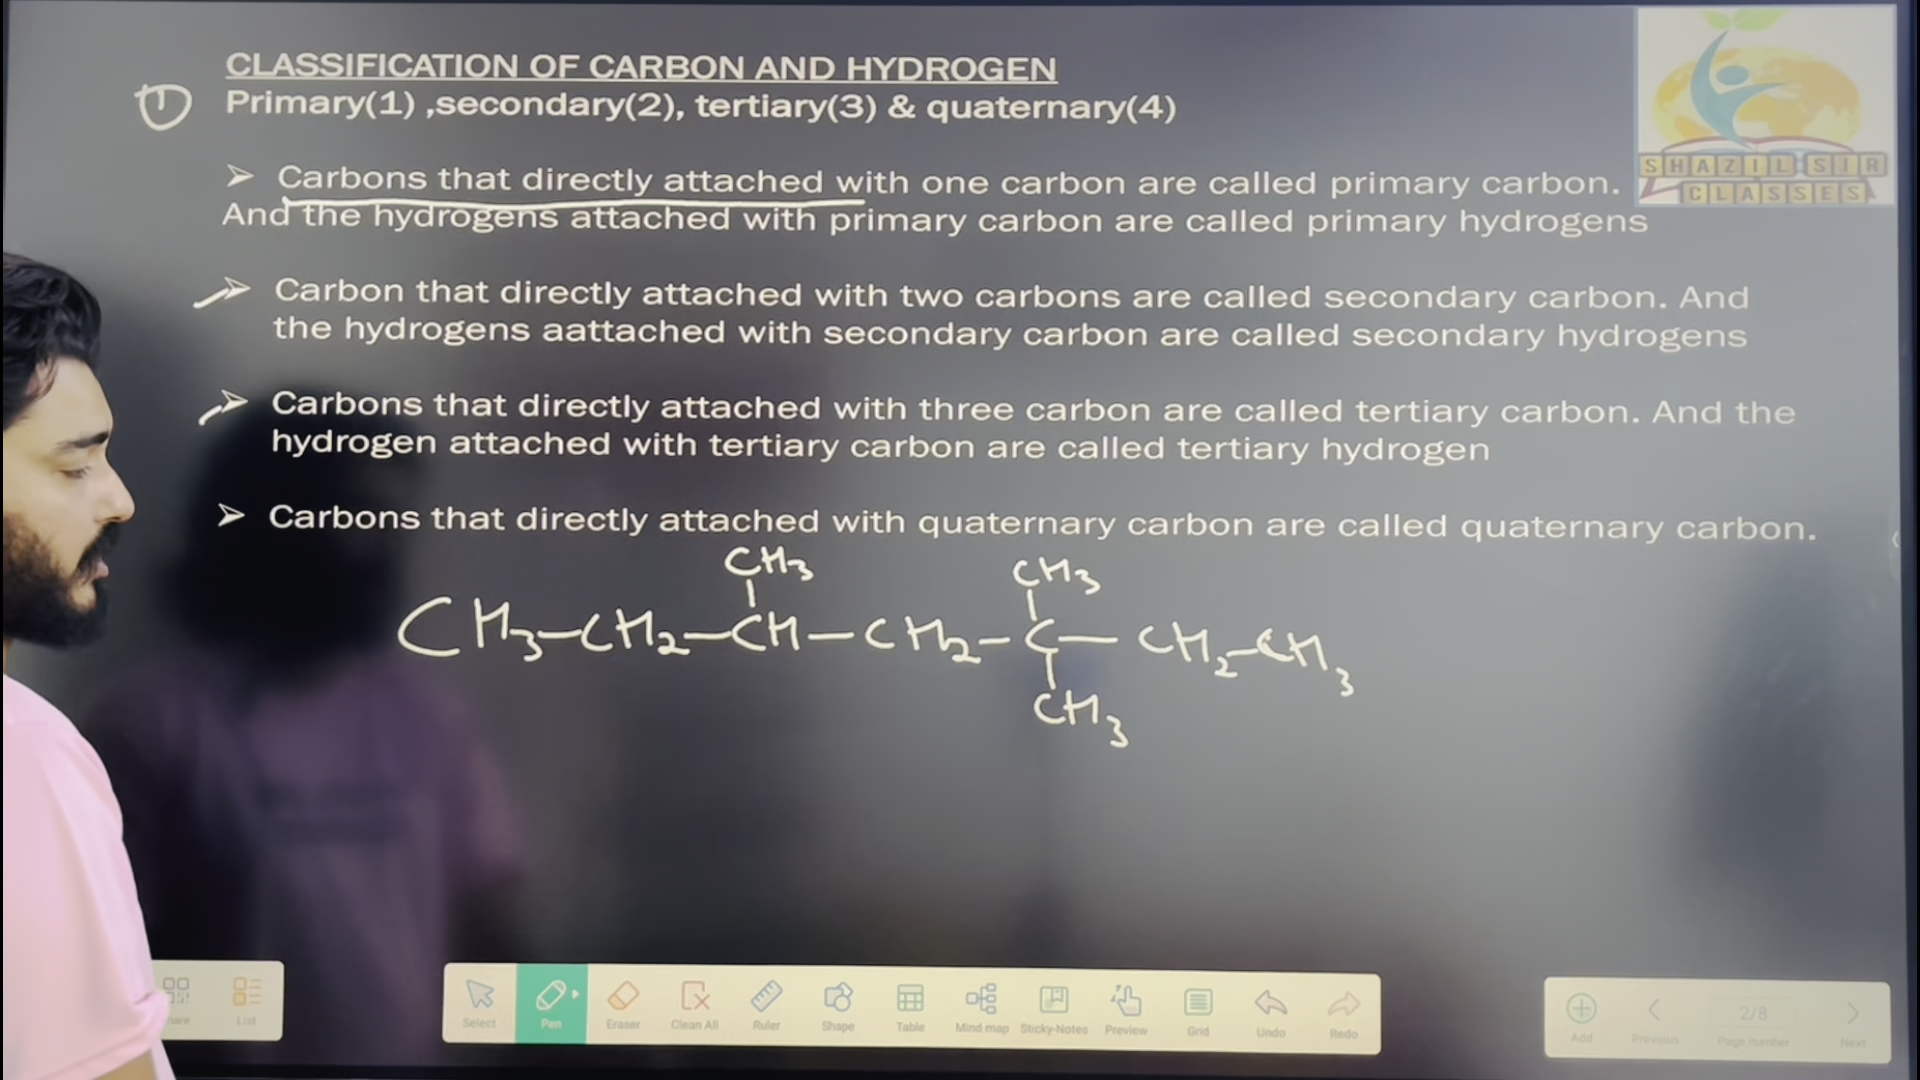 CLASSIFICATION OF CARBON AND HYDROGEN
① Primary(1) ,secondary(2), tertiary(3) & quaternary(4)
➢ Carbons that directly attached with one carbon are called primary carbon.
And the hydrogens attached with primary carbon are called primary hydrogens
➢ Carbon that directly attached with two carbons are called secondary carbon. And
the hydrogens aattached with secondary carbon are called secondary hydrogens
➢ Carbons that directly attached with three carbon are called tertiary carbon. And the
hydrogen attached with tertiary carbon are called tertiary hydrogen
➢ Carbons that directly attached with quaternary carbon are called quaternary carbon.
CH3 CH3
CH3-CH2-CH-CH2-C-CH2-CH3
CH3
SHAZIL SIR
CLASSES
List
Select Pen Eraser Clean All Ruler Shape Table Mind map Sticky-Notes Preview Grid Undo Redo
2/8
Add Previous Page number Next